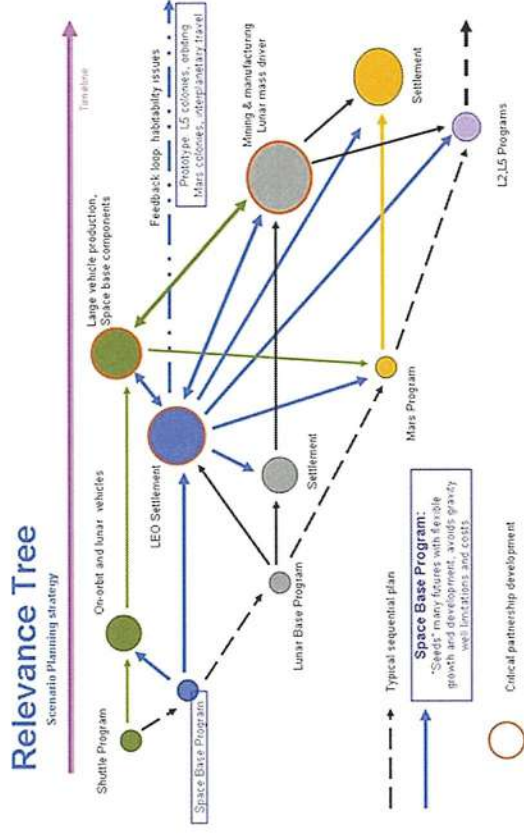 Relevance Tree
Scenario Planning strategy
Timeline
Large vehicle production,
Space base components
On-orbit and lunar vehicles
Shuttle Program
Feedback loop: habitability issues
Prototype: L5 colonies, orbiting
Mars colonies, interplanetary travel
LEO Settlement
Mining & manufacturing
Lunar mass driver
Space Base Program
Settlement
Settlement
Lunar Base Program
Mars Program
L2,L5 Programs
Typical sequential plan
Space Base Program:
"Seeds" many futures with flexible
growth and development, avoids gravity
well limitations and costs
Critical partnership development